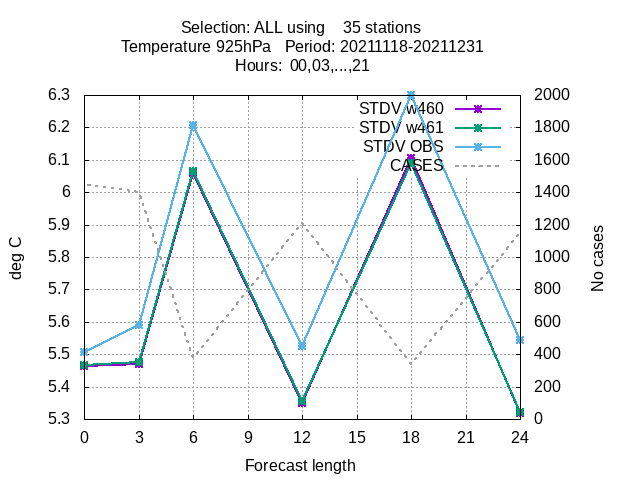 Selection: ALL using    35 stations
Temperature 925hPa   Period: 20211118-20211231
Hours:  00,03,...,21
6.3
6.2
6.1
6
5.9
5.8
5.7
5.6
5.5
5.4
5.3
deg C
STDV w460
STDV w461
STDV OBS
CASES
2000
1800
1600
1400
1200
1000
800
600
400
200
0
No cases
0 3 6 9 12 15 18 21 24
Forecast length